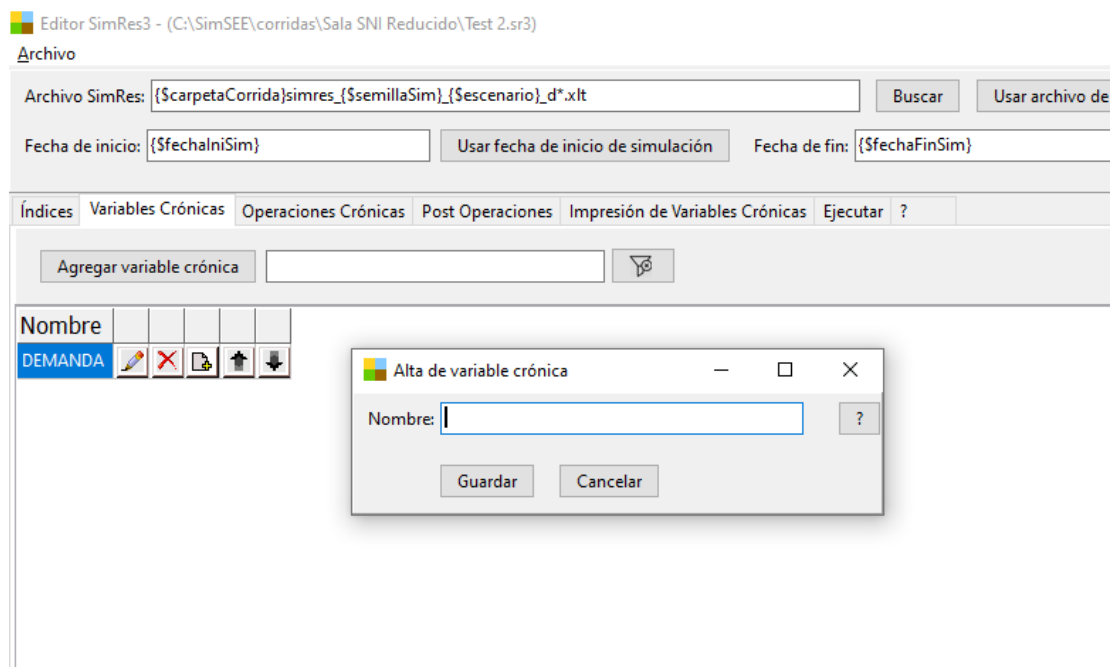 Editor SimRes3 - (C:\SimSEE\corridas\Sala SNI Reducido\Test 2.sr3)
Archivo
Archivo SimRes: {$carpetaCorrida}simres_{$semillaSim}_{$escenario}_d*.xlt Buscar Usar archivo de
Fecha de inicio: {$fechaIniSim} Usar fecha de inicio de simulación Fecha de fin: {$fechaFinSim}
Índices Variables Crónicas Operaciones Crónicas Post Operaciones Impresión de Variables Crónicas Ejecutar ?
Agregar variable crónica
Nombre
DEMANDA
Alta de variable crónica
Nombre: ?
Guardar Cancelar